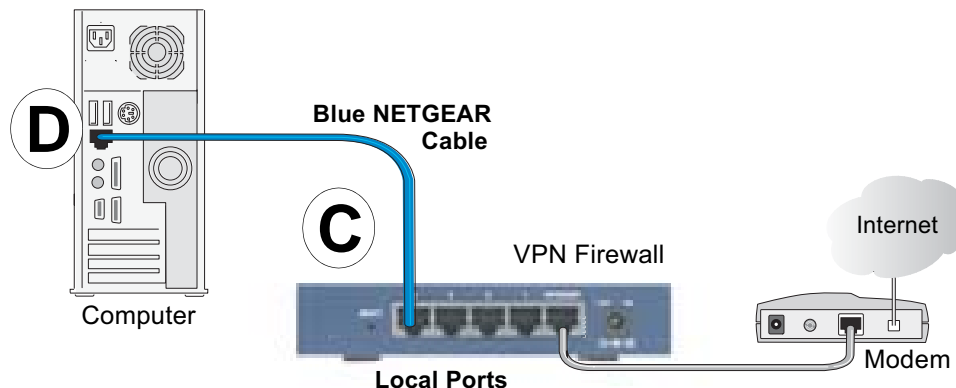 Blue NETGEAR
Cable
D
C
Internet
VPN Firewall
Computer
Modem
Local Ports